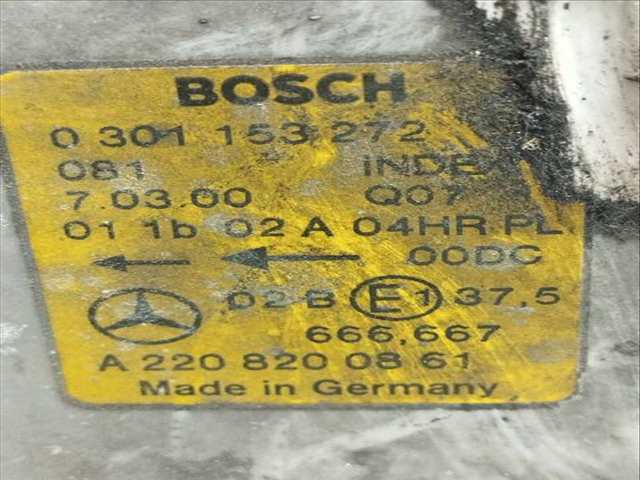 BOSCH
0 301 153 272
081 INDEX
7.03.00 Q07
01 1b 02 A 04HR PL
00DC
02 B E1 37,5
666,667
A 220 820 08 61
Made in Germany